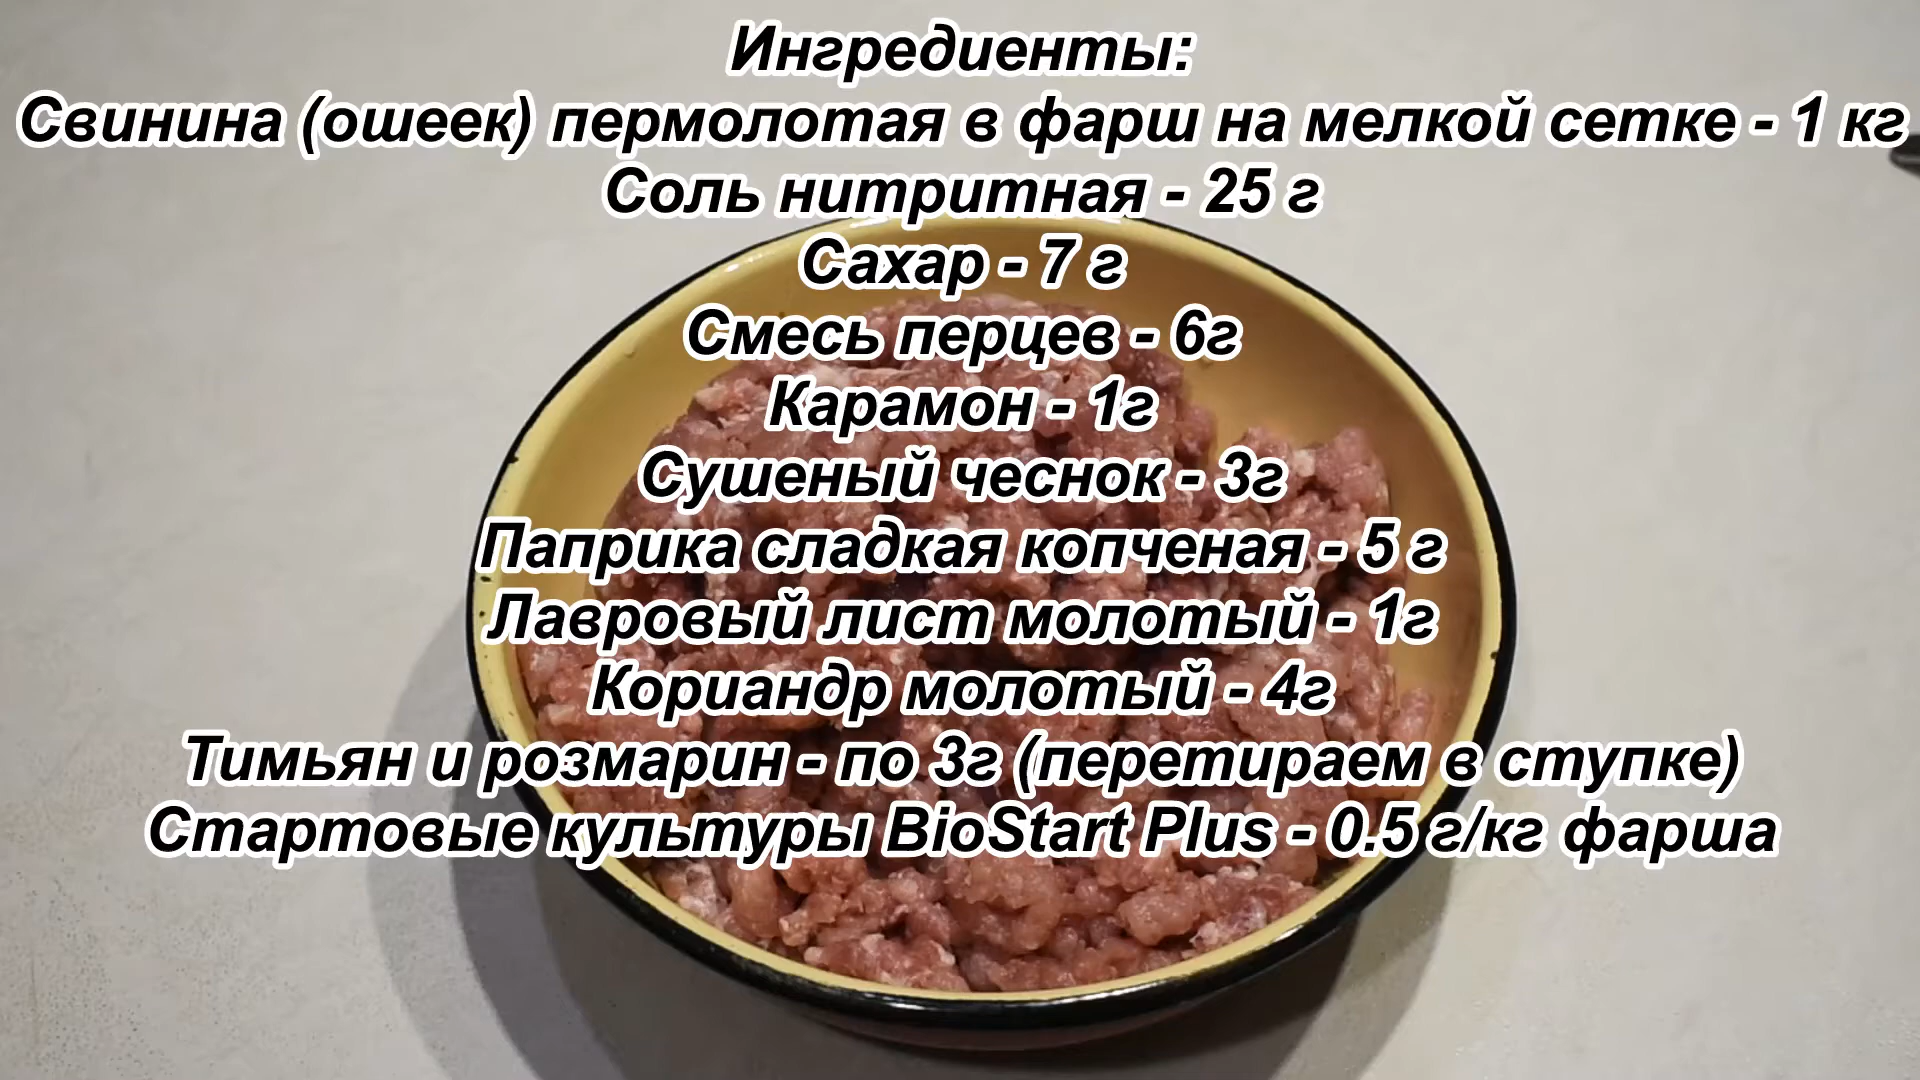 Ингредиенты:
Свинина (ошеек) пермолотая в фарш на мелкой сетке - 1 кг
Соль нитритная - 25 г
Сахар - 7 г
Смесь перцев - 6г
Карамон - 1г
Сушеный чеснок - 3г
Паприка сладкая копченая - 5 г
Лавровый лист молотый - 1г
Кориандр молотый - 4г
Тимьян и розмарин - по 3г (перетираем в ступке)
Стартовые культуры BioStart Plus - 0.5 г/кг фарша